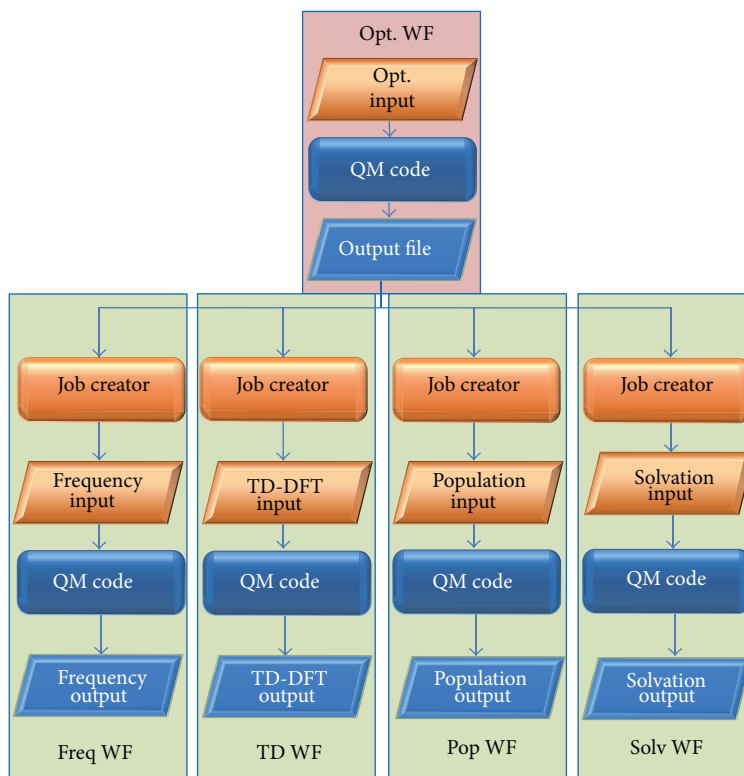 Opt. WF
Opt.
input
QM code
Output file
Job creator
Job creator
Job creator
Job creator
Frequency
input
TD-DFT
input
Population
input
Solvation
input
QM code
QM code
QM code
QM code
Frequency
output
TD-DFT
output
Population
output
Solvation
output
Freq WF
TD WF
Pop WF
Solv WF